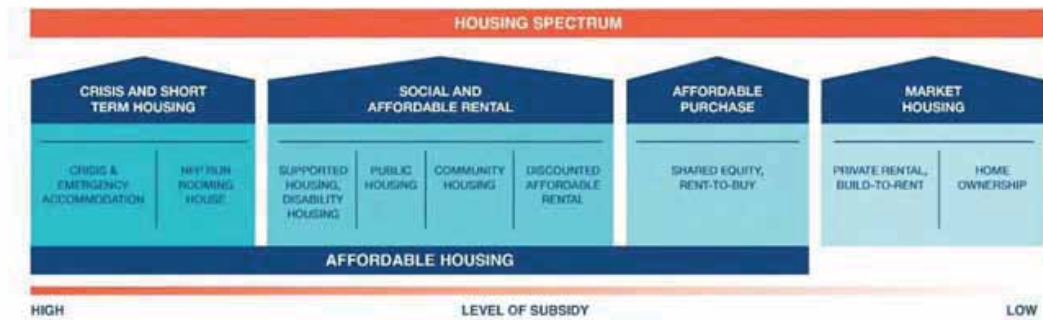 HOUSING SPECTRUM
CRISIS AND SHORT
TERM HOUSING
CRISIS &
EMERGENCY
ACCOMMODATION
NFP RUN
ROOMING
HOUSE
SOCIAL AND
AFFORDABLE RENTAL
SUPPORTED
HOUSING,
DISABILITY
HOUSING
PUBLIC
HOUSING
COMMUNITY
HOUSING
DISCOUNTED
AFFORDABLE
RENTAL
AFFORDABLE
PURCHASE
SHARED EQUITY,
RENT-TO-BUY
MARKET
HOUSING
PRIVATE RENTAL,
BUILD-TO-RENT
HOME
OWNERSHIP
AFFORDABLE HOUSING
HIGH
LEVEL OF SUBSIDY
LOW